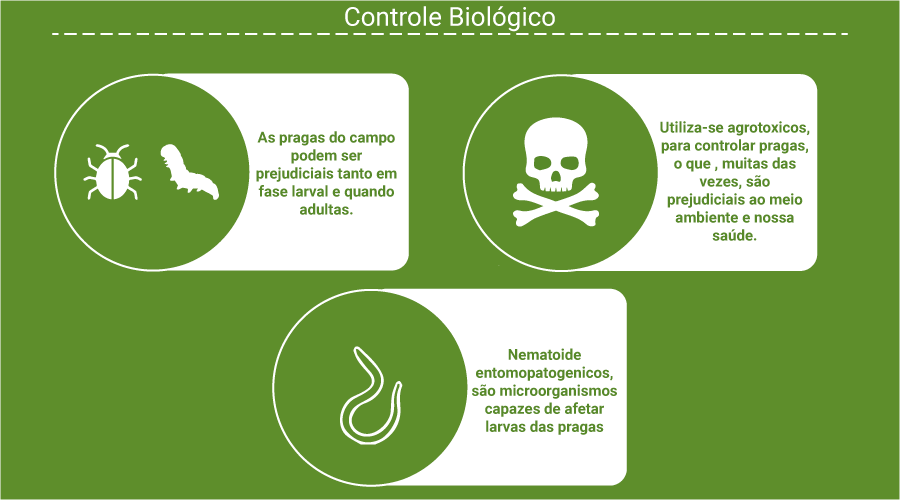 Controle Biológico
As pragas do campo
podem ser
prejudiciais tanto em
fase larval e quando
adultas.
Utiliza-se agrotoxicos,
para controlar pragas,
o que , muitas das
vezes, são
prejudiciais ao meio
ambiente e nossa
saúde.
Nematoide
entomopatogenicos,
são microorganismos
capazes de afetar
larvas das pragas